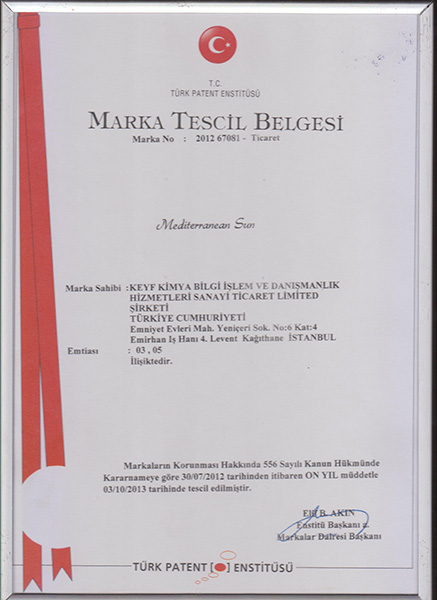 T.C.
TÜRK PATENT ENSTİTÜSÜ
MARKA TESCİL BELGESİ
Marka No : 2012 67081 - Ticaret
Mediterranean Sun
Marka Sahibi : KEYF KİMYA BİLGİ İŞLEM VE DANIŞMANLIK
HİZMETLERİ SANAYİ TİCARET LIMITED
ŞİRKETİ
TÜRKİYE CUMHURİYETİ
Emniyet Evleri Mah. Yeniçeri Sok. No:6 Kat:4
Emirhan Iş Hanı 4. Levent Kağıthane İSTANBUL
Emtiası : 03 , 05
İlişiktedir.
Markaların Korunması Hakkında 556 Sayılı Kanun Hükmünde
Kararnameye göre 30/07/2012 tarihinden itibaren ON YIL müddetle
03/10/2013 tarihinde tescil edilmiştir.
B. AKIN
Enstitü Başkanı a.
Markalar Dairesi Başkanı
TÜRK PATENT ENSTİTÜSÜ